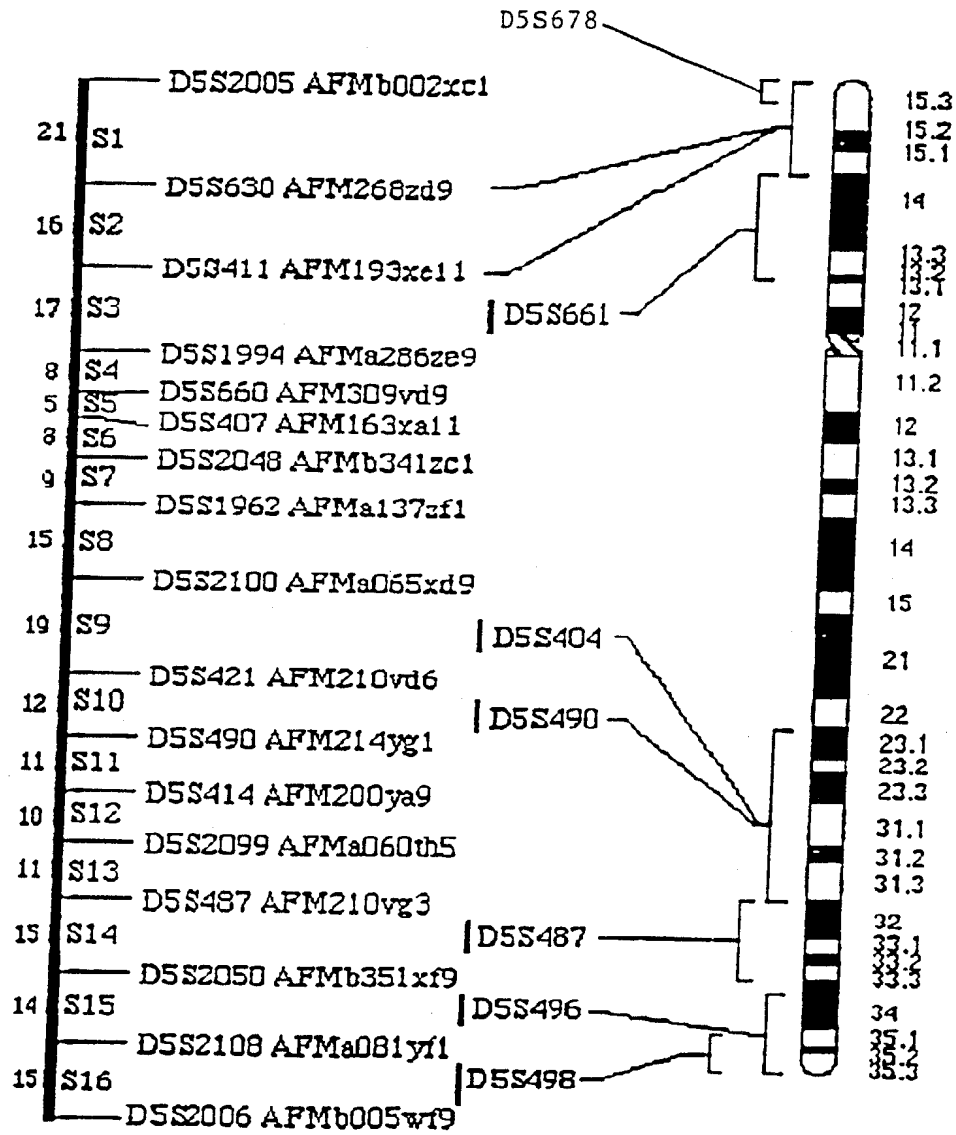 D5S678
D5S2005 AFMb002xc1
21 S1
D5S630 AFM268zd9
16 S2
D5S411 AFM193xe11
17 S3
D5S661
D5S1994 AFMa286ze9
8 S4
D5S660 AFM309vd9
5 S5
D5S407 AFM163xa11
8 S6
D5S2048 AFMb341zc1
9 S7
D5S1962 AFMa137zf1
15 S8
D5S2100 AFMa065xd9
19 S9
D5S404
D5S421 AFM210vd6
12 S10
D5S490
D5S490 AFM214yg1
11 S11
D5S414 AFM200ya9
10 S12
D5S2099 AFMa060th5
11 S13
D5S487 AFM210vg3
15 S14
D5S487
D5S2050 AFMb351xf9
14 S15
D5S496
D5S2108 AFMa081yf1
15 S16
D5S498
D5S2006 AFMb005wf9
15.3
15.2
15.1
14
13.3
13.2
13.1
12
11
11.1
11.2
12
13.1
13.2
13.3
14
15
21
22
23.1
23.2
23.3
31.1
31.2
31.3
32
33.1
33.2
33.3
34
35.1
35.2
35.3